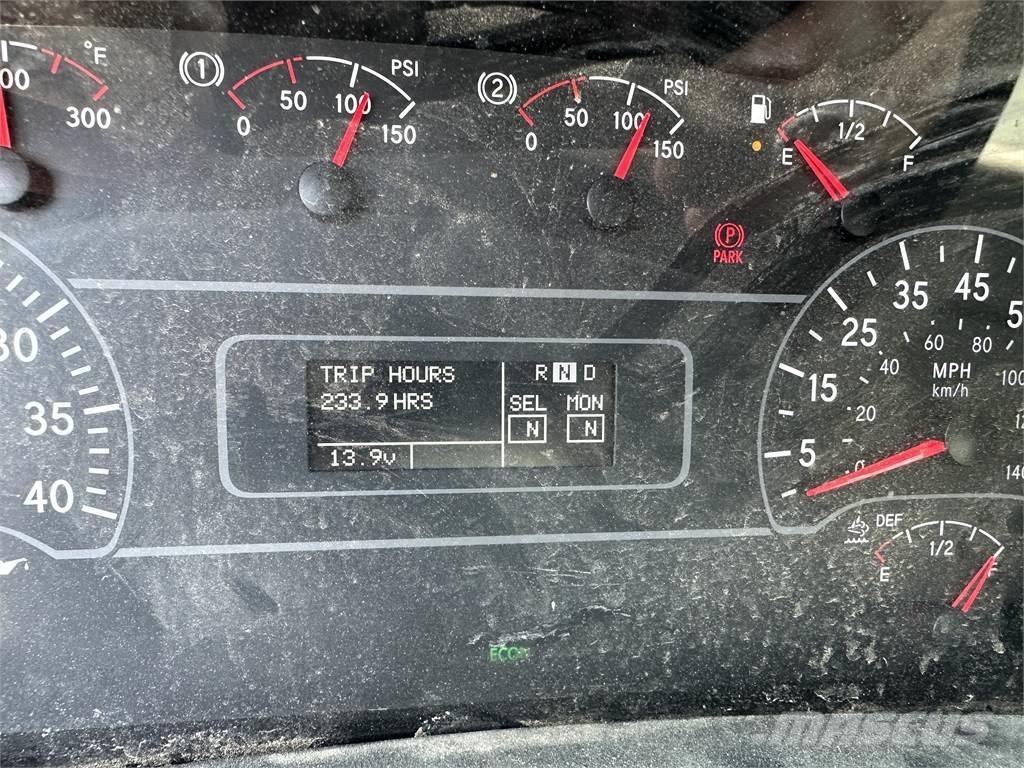 °F
300
1
PSI
0
50
100
150
2
PSI
0
50
100
150
E
1/2
F
P
PARK
30
35
40
TRIP HOURS
233.9 HRS
13.9v
R N D
SEL MON
N N
5
15
25
35
45
0
20
40
60
80
100
140
MPH
km/h
DEF
E
1/2
F
ECO